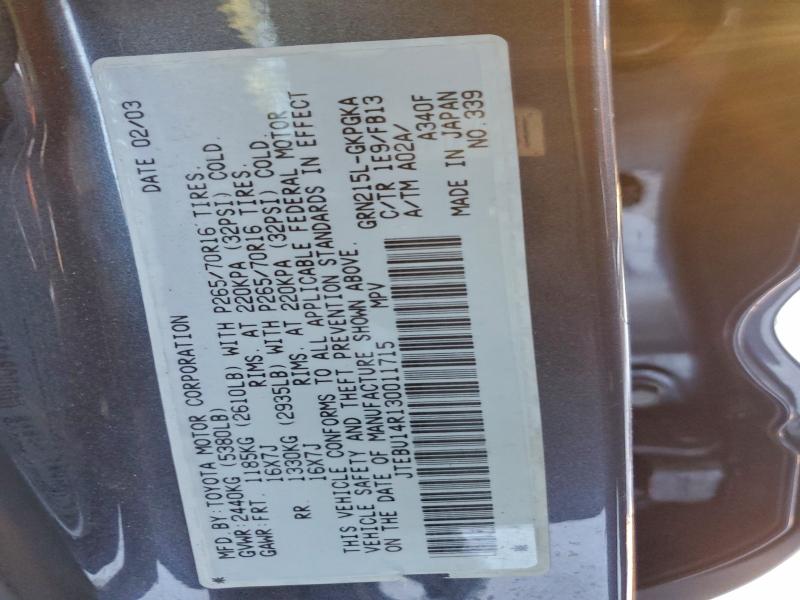 MFD. BY: TOYOTA MOTOR CORPORATION DATE 02/03
GVWR: 2440KG (5380LB)
GAWR: FRT. 1185KG (2610LB) WITH P265/70R16 TIRES.
16X7J RIMS. AT 220KPA (32PSI) COLD.
RR. 1330KG (2935LB) WITH P265/70R16 TIRES.
16X7J RIMS. AT 220KPA (32PSI) COLD.
THIS VEHICLE CONFORMS TO ALL APPLICABLE FEDERAL MOTOR
VEHICLE SAFETY AND THEFT PREVENTION STANDARDS IN EFFECT
ON THE DATE OF MANUFACTURE SHOWN ABOVE.
JTEBU14R130011715 MPV GRN215L-GKPGKA
C/TR 1E9/FB13
A/TM A02A/
A340F
MADE IN JAPAN
NO.339